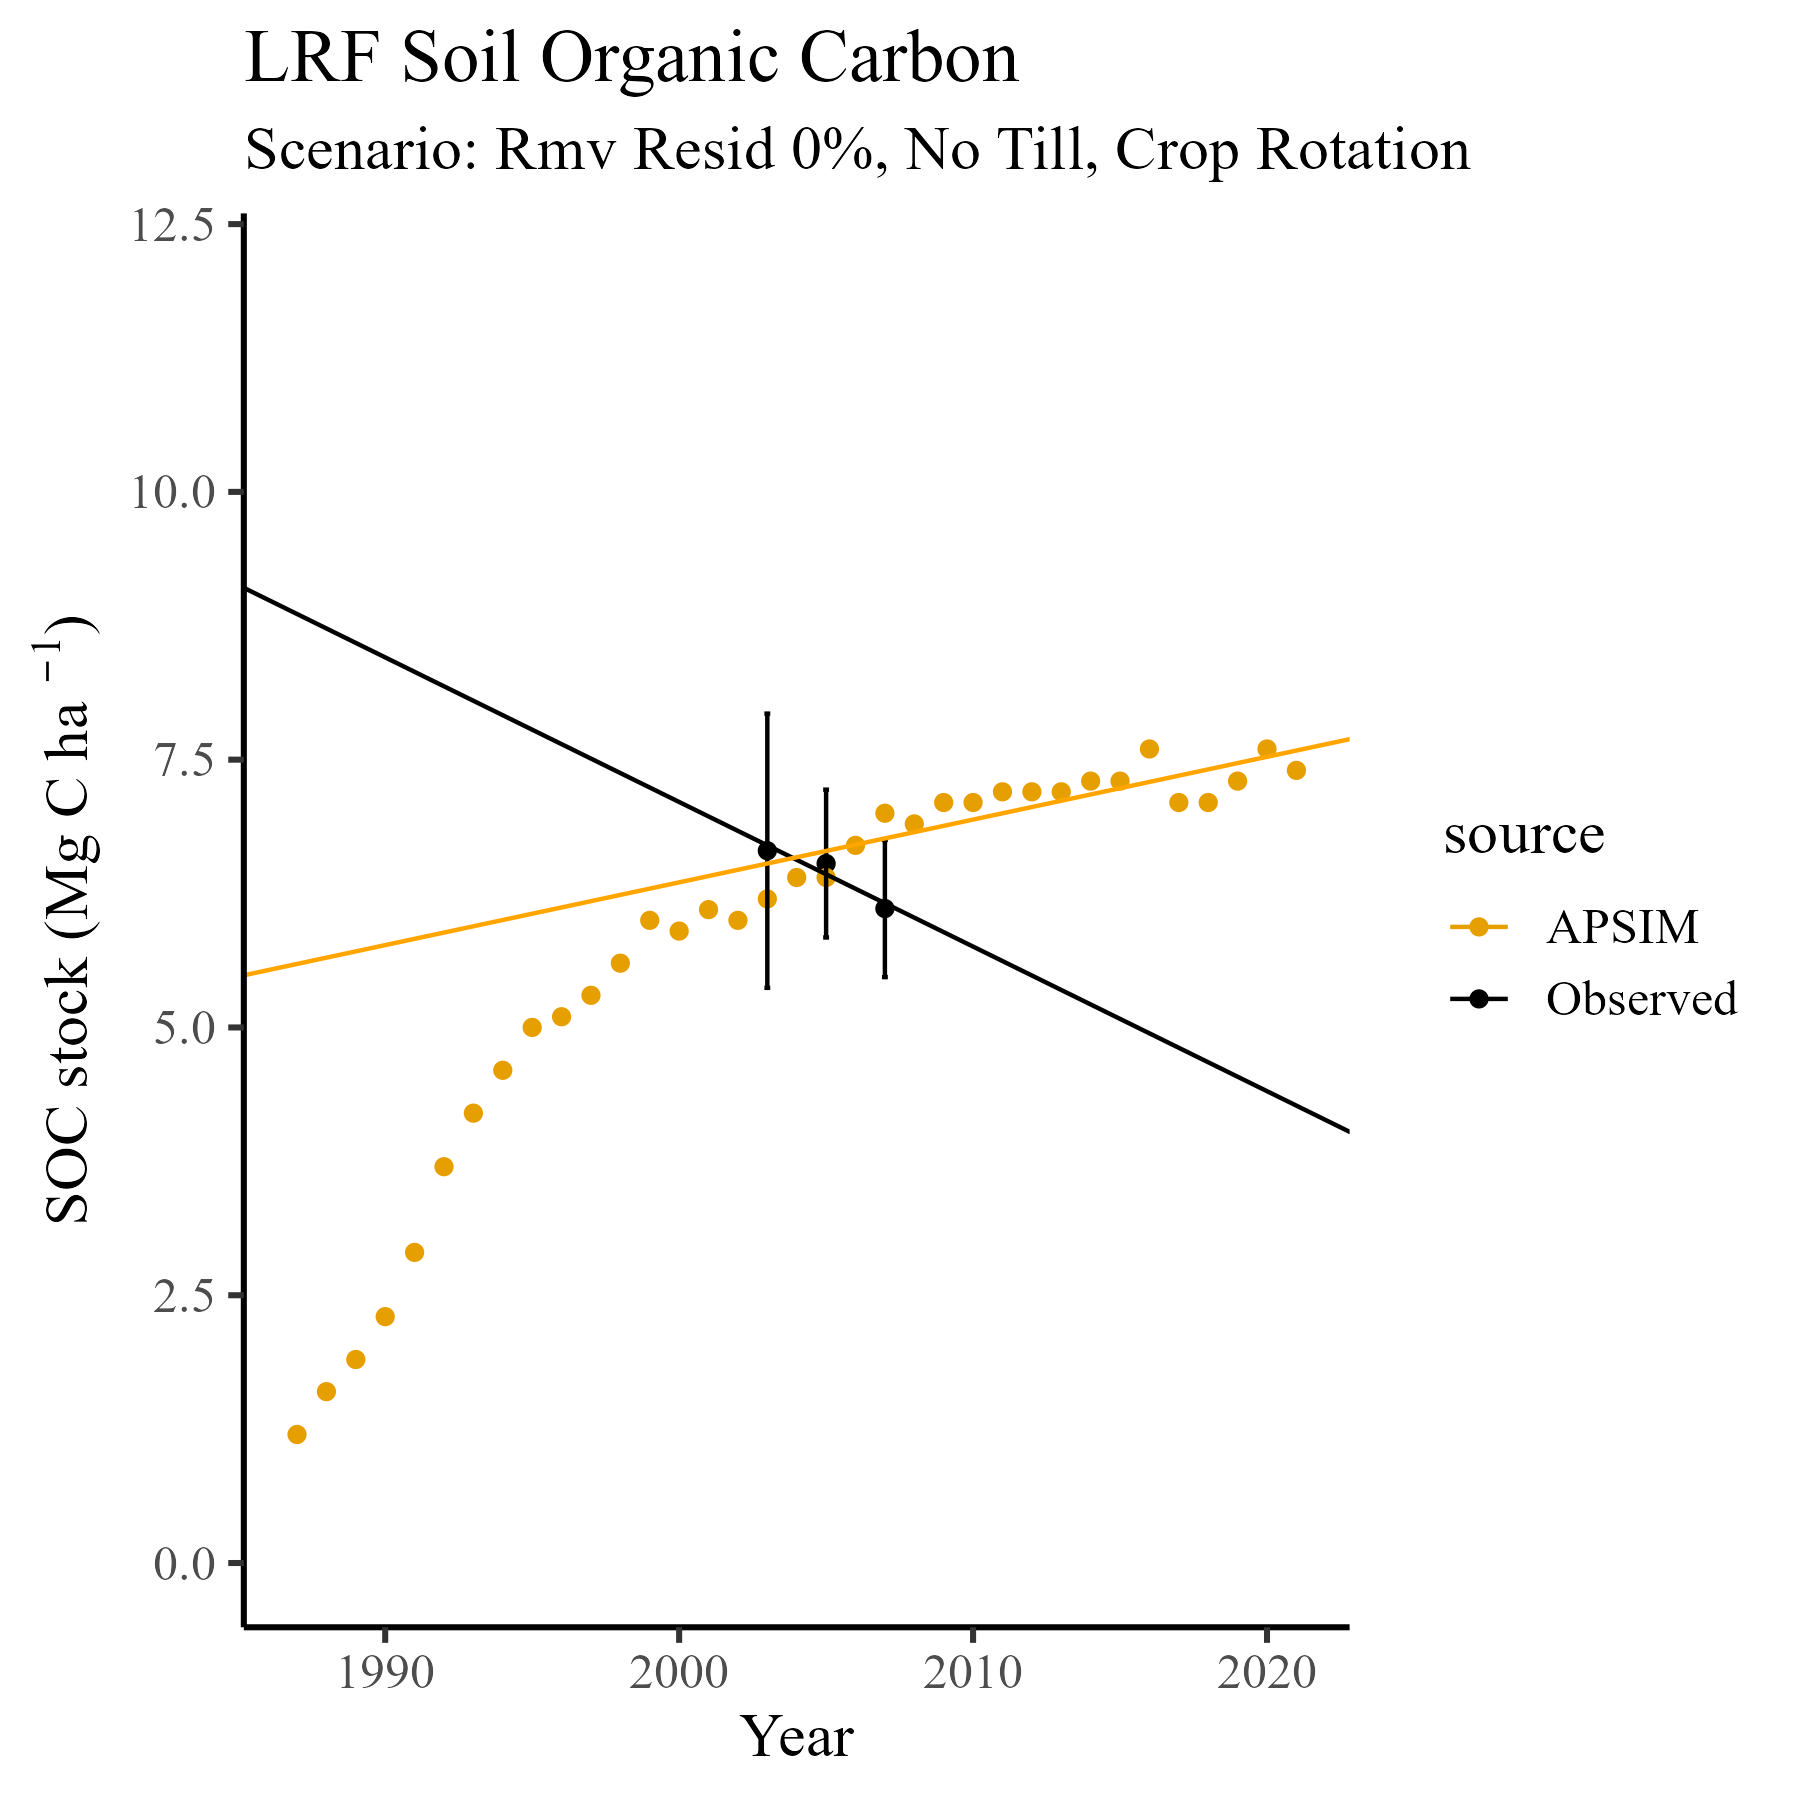 LRF Soil Organic Carbon
Scenario: Rmv Resid 0%, No Till, Crop Rotation
12.5
10.0
7.5
5.0
2.5
0.0
SOC stock (Mg C ha ⁻¹)
1990 2000 2010 2020
Year
source
APSIM
Observed